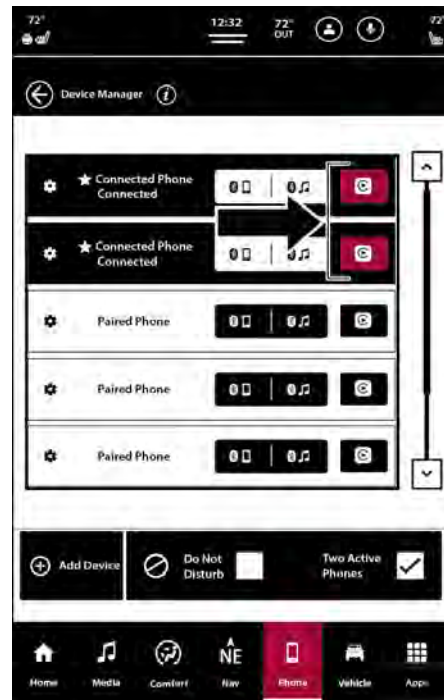 72°
12:32
72°
OUT
72°
Device Manager
Connected Phone
Connected
Connected Phone
Connected
Paired Phone
Paired Phone
Paired Phone
Add Device
Do Not
Disturb
Two Active
Phones
NE
Home
Media
Comfort
Nav
Phone
Vehicle
Apps